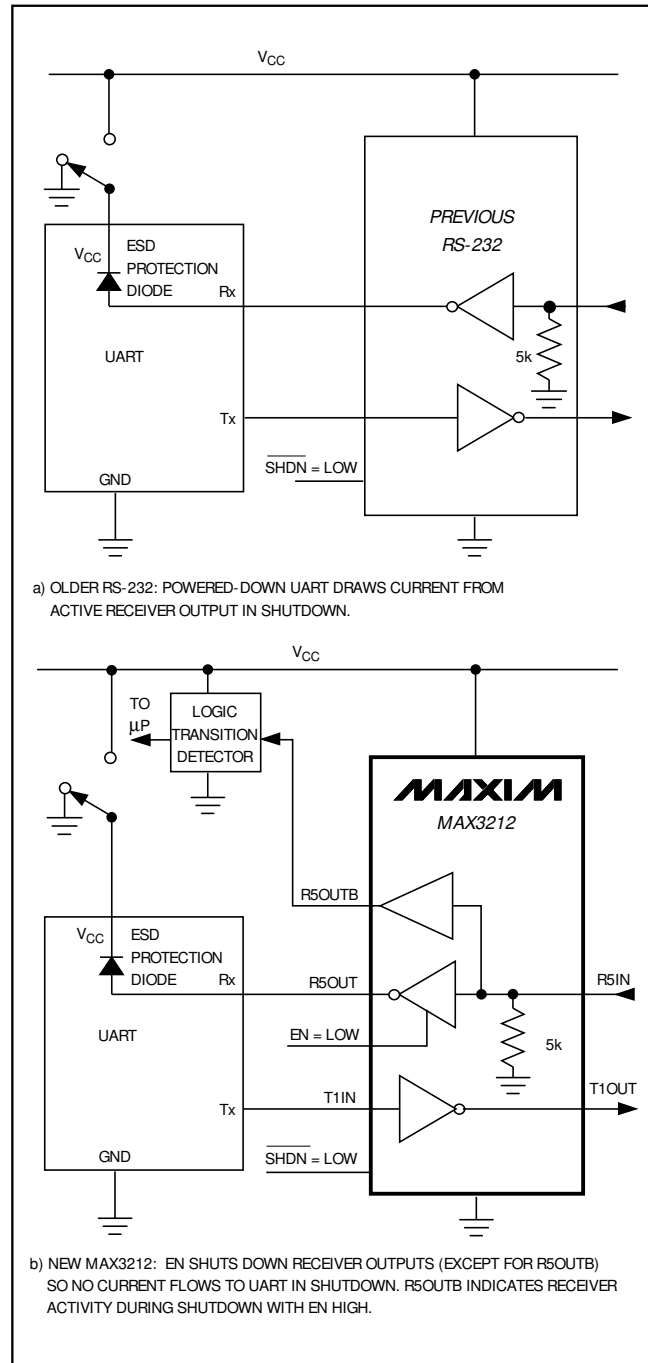 VCC
PREVIOUS
RS-232
VCC
ESD
PROTECTION
DIODE
Rx
UART
5k
Tx
SHDN = LOW
GND
a) OLDER RS-232: POWERED-DOWN UART DRAWS CURRENT FROM
ACTIVE RECEIVER OUTPUT IN SHUTDOWN.
VCC
TO
µP
LOGIC
TRANSITION
DETECTOR
MAXIM
MAX3212
R5OUTB
VCC
ESD
PROTECTION
DIODE
Rx
R5OUT
R5IN
UART
EN = LOW
5k
Tx
T1IN
T1OUT
GND
SHDN = LOW
b) NEW MAX3212: EN SHUTS DOWN RECEIVER OUTPUTS (EXCEPT FOR R5OUTB)
SO NO CURRENT FLOWS TO UART IN SHUTDOWN. R5OUTB INDICATES RECEIVER
ACTIVITY DURING SHUTDOWN WITH EN HIGH.